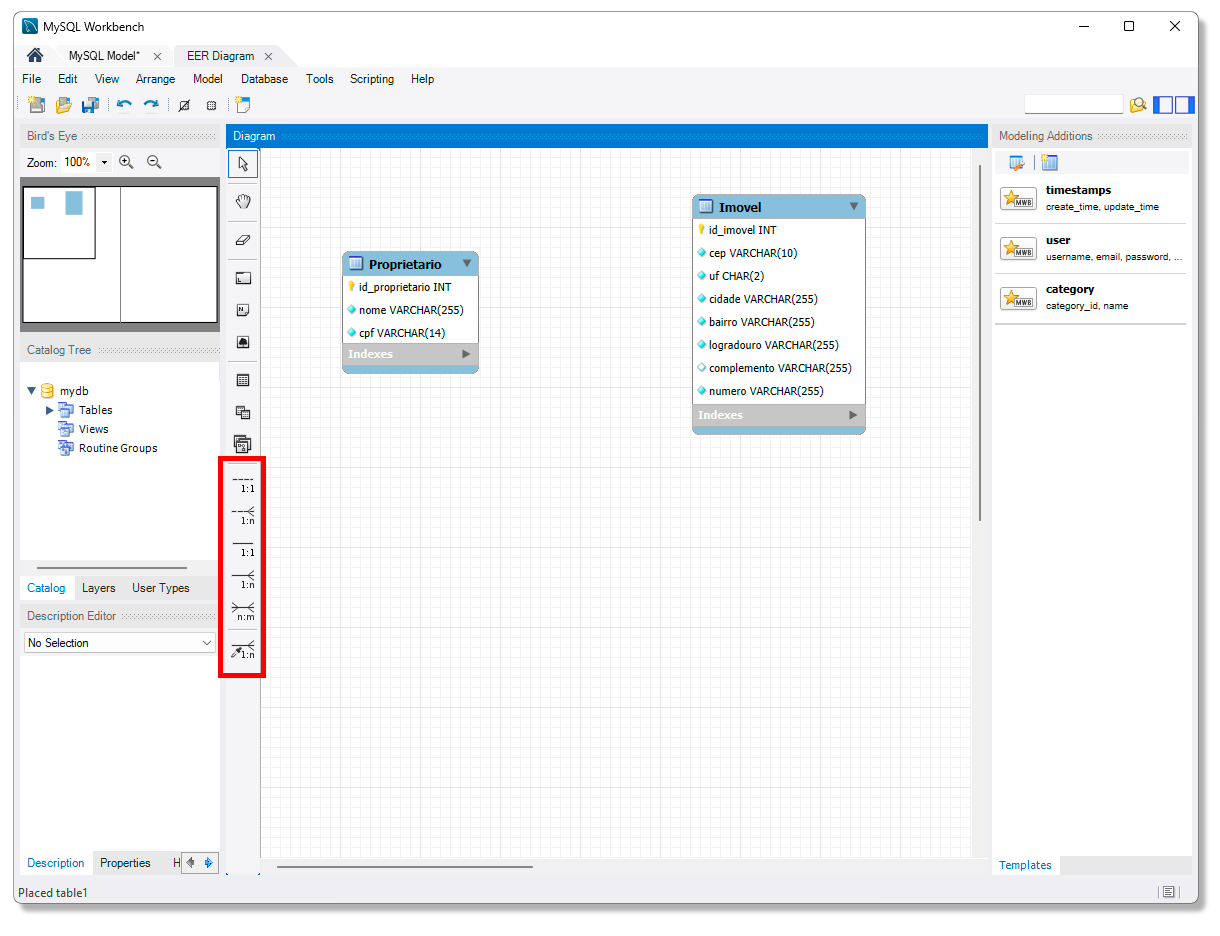 MySQL Workbench
MySQL Model*
EER Diagram
File Edit View Arrange Model Database Tools Scripting Help
Bird's Eye
Zoom: 100%
Catalog Tree
mydb
Tables
Views
Routine Groups
Catalog Layers User Types
Description Editor
No Selection
Description Properties H
Diagram
1:1
1:n
1:1
1:n
n:m
1:n
Proprietario
id_proprietario INT
nome VARCHAR(255)
cpf VARCHAR(14)
Indexes
Imovel
id_imovel INT
cep VARCHAR(10)
uf CHAR(2)
cidade VARCHAR(255)
bairro VARCHAR(255)
logradouro VARCHAR(255)
complemento VARCHAR(255)
numero VARCHAR(255)
Indexes
Modeling Additions
MWB
timestamps
create_time, update_time
MWB
user
username, email, password, ...
MWB
category
category_id, name
Templates
Placed table1